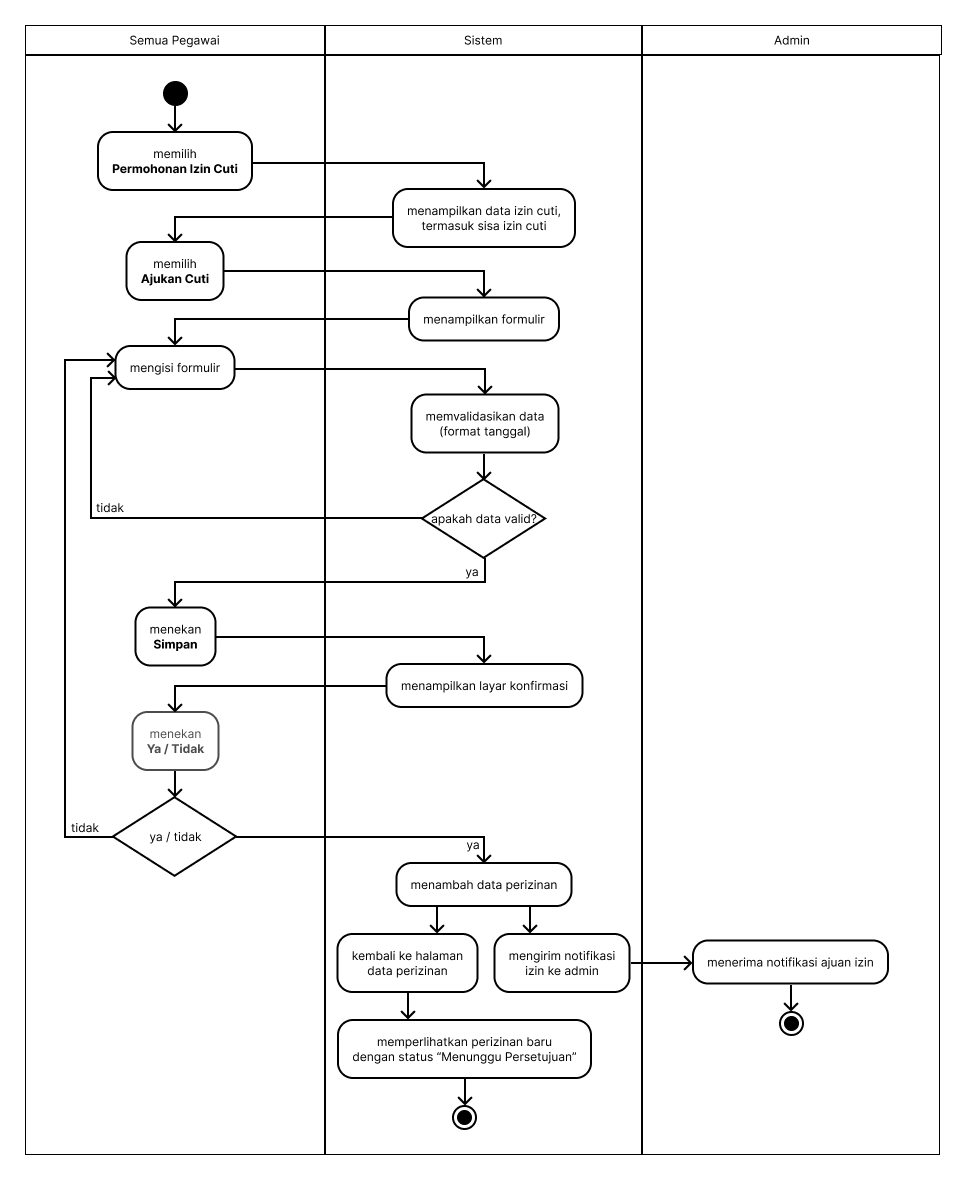 Semua Pegawai
Sistem
Admin
memilih
Permohonan Izin Cuti
menampilkan data izin cuti,
termasuk sisa izin cuti
memilih
Ajukan Cuti
menampilkan formulir
mengisi formulir
memvalidasikan data
(format tanggal)
apakah data valid?
tidak
ya
menekan
Simpan
menampilkan layar konfirmasi
menekan
Ya / Tidak
tidak
ya / tidak
ya
menambah data perizinan
kembali ke halaman
data perizinan
mengirim notifikasi
izin ke admin
menerima notifikasi ajuan izin
memperlihatkan perizinan baru
dengan status “Menunggu Persetujuan”